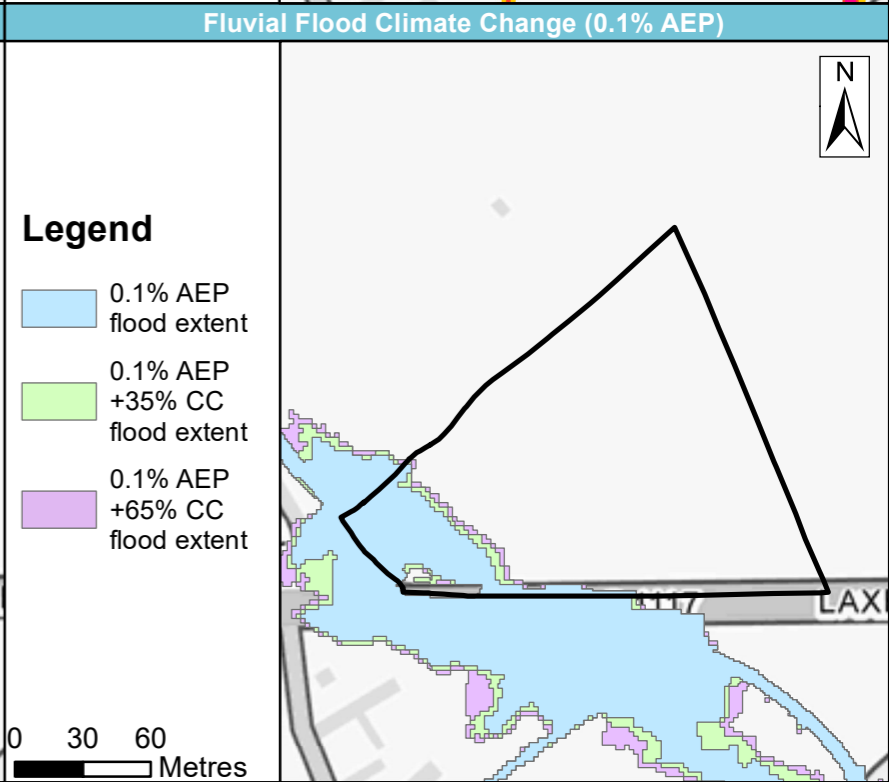 Fluvial Flood Climate Change (0.1% AEP)
N
Legend
0.1% AEP
flood extent
0.1% AEP
+35% CC
flood extent
0.1% AEP
+65% CC
flood extent
0 30 60
Metres